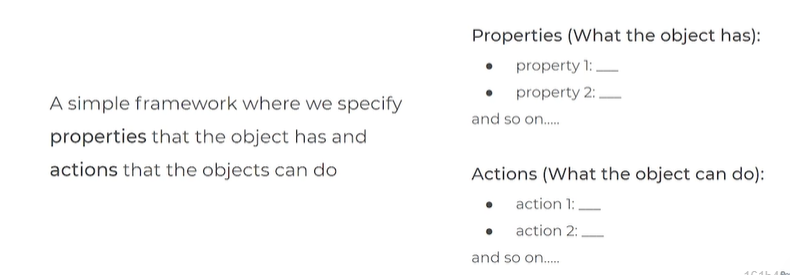 A simple framework where we specify
properties that the object has and
actions that the objects can do
Properties (What the object has):
• property 1: ___
• property 2: ___
and so on.....
Actions (What the object can do):
• action 1: ___
• action 2: ___
and so on.....